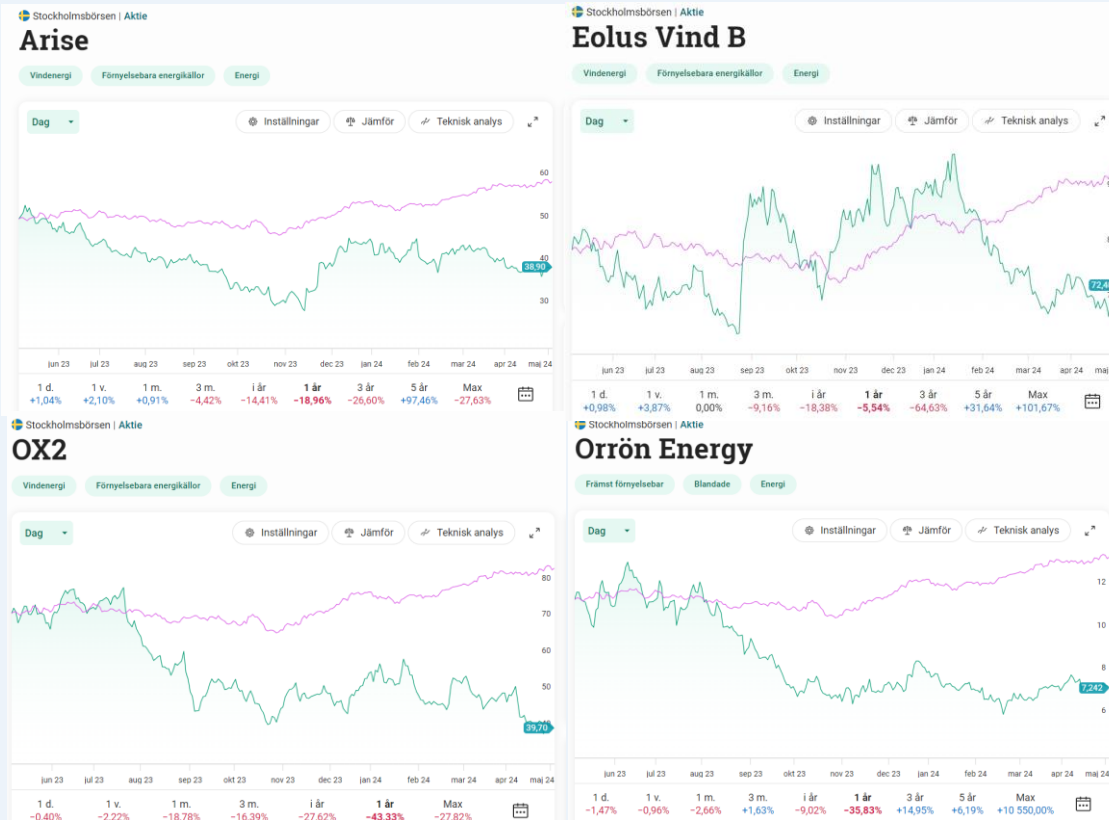 Stockholmsbörsen | Aktie
Arise
Vindenergi Förnyelsebara energikällor Energi
Dag Inställningar Jämför Teknisk analys
60
50
40
38,90
30
jun 23 jul 23 aug 23 sep 23 okt 23 nov 23 dec 23 jan 24 feb 24 mar 24 apr 24 maj 24
1 d. 1 v. 1 m. 3 m. i år 1 år 3 år 5 år Max
+1,04% +2,10% +0,91% −4,42% −14,41% −18,96% −26,60% +97,46% −27,63%
Stockholmsbörsen | Aktie
Eolus Vind B
Vindenergi Förnyelsebara energikällor Energi
Dag Inställningar Jämför Teknisk analys
72,4
jun 23 jul 23 aug 23 sep 23 okt 23 nov 23 dec 23 jan 24 feb 24 mar 24 apr 24 maj
1 d. 1 v. 1 m. 3 m. i år 1 år 3 år 5 år Max
+0,98% +3,87% 0,00% −9,16% −18,38% −5,54% −64,63% +31,64% +101,67%
Stockholmsbörsen | Aktie
OX2
Vindenergi Förnyelsebara energikällor Energi
Dag Inställningar Jämför Teknisk analys
80
70
60
50
39,70
jun 23 jul 23 aug 23 sep 23 okt 23 nov 23 dec 23 jan 24 feb 24 mar 24 apr 24 maj 24
1 d. 1 v. 1 m. 3 m. i år 1 år Max
−0,40% −2,22% −18,78% −16,39% −27,62% −43,33% −27,82%
Stockholmsbörsen | Aktie
Orrön Energy
Främst förnyelsebar Blandade Energi
Dag Inställningar Jämför Teknisk analys
12
10
8
7,242
6
jun 23 jul 23 aug 23 sep 23 okt 23 nov 23 dec 23 jan 24 feb 24 mar 24 apr 24 maj 24
1 d. 1 v. 1 m. 3 m. i år 1 år 3 år 5 år Max
−1,47% −0,96% −2,66% +1,63% −9,02% −35,83% +14,95% +6,19% +10 550,00%